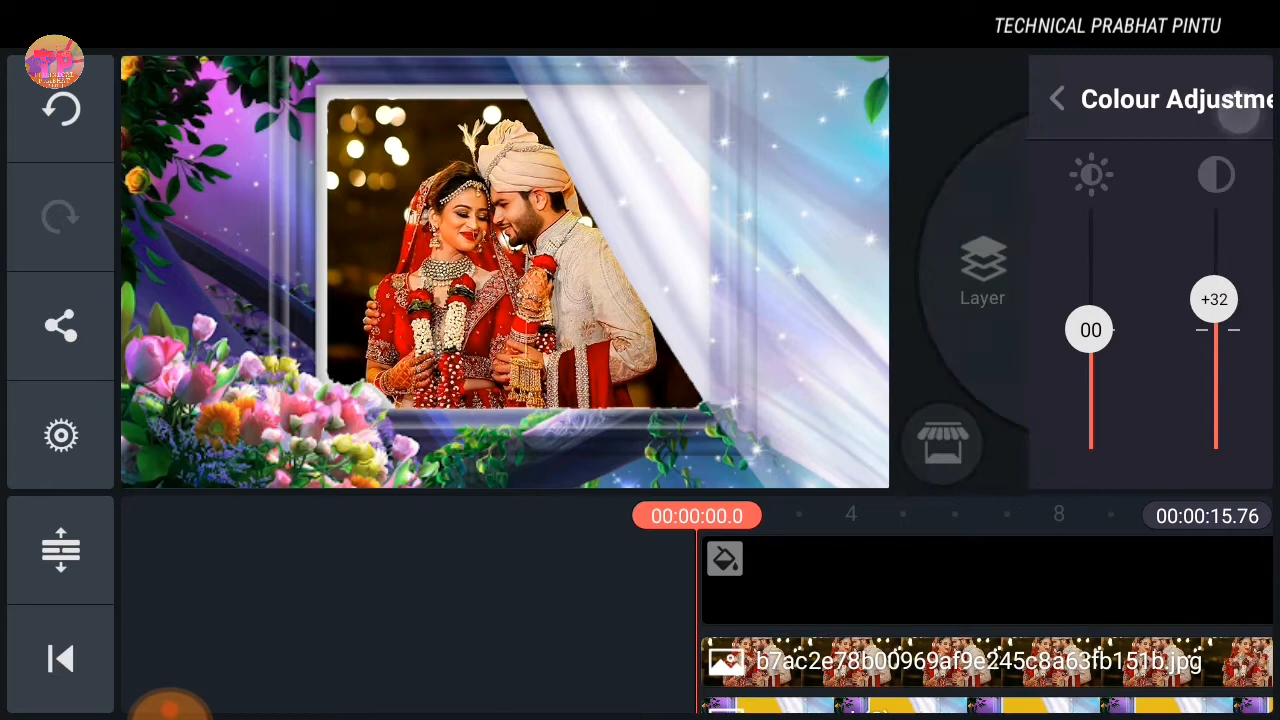 TECHNICAL PRABHAT PINTU
Colour Adjustme
Layer
00
+32
00:00:00.0
4
8
00:00:15.76
b7ac2e78b00969af9e245c8a63fb151b.jpg